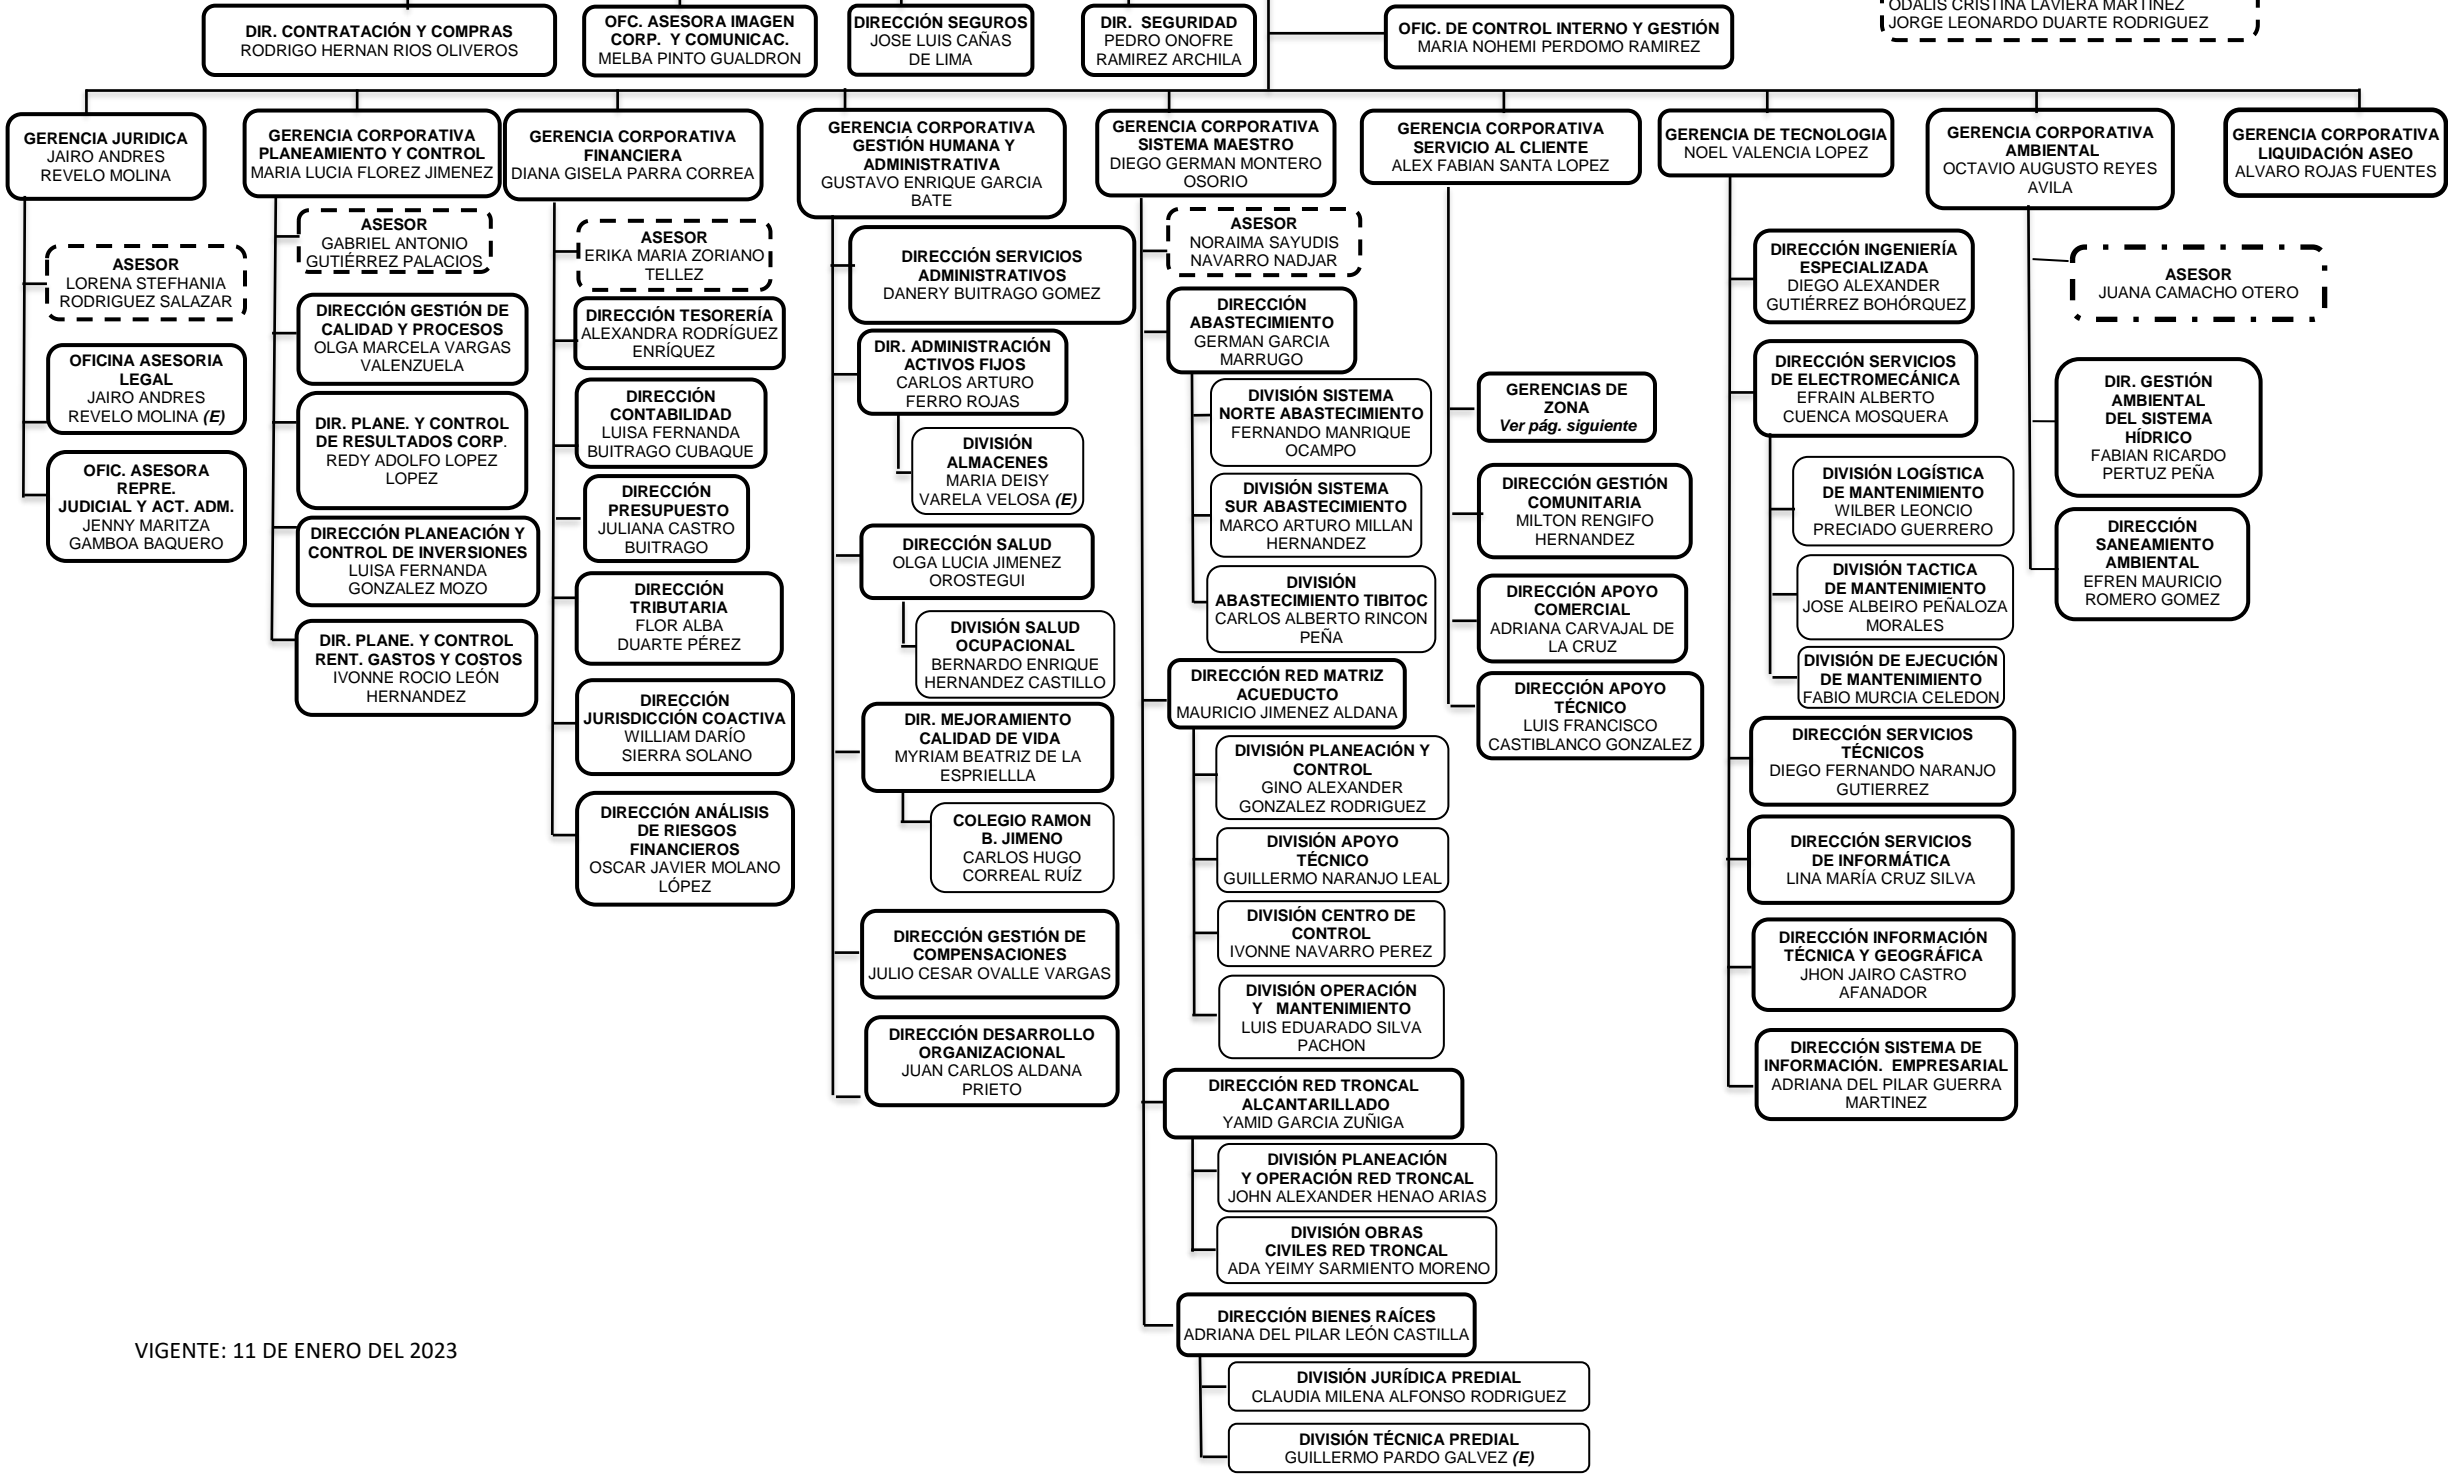 ODALIS CRISTINA LAVIERA MARTINEZ
JORGE LEONARDO DUARTE RODRIGUEZ
DIR. CONTRATACIÓN Y COMPRAS
RODRIGO HERNAN RIOS OLIVEROS
OFC. ASESORA IMAGEN
CORP. Y COMUNICAC.
MELBA PINTO GUALDRON
DIRECCIÓN SEGUROS
JOSE LUIS CAÑAS
DE LIMA
DIR. SEGURIDAD
PEDRO ONOFRE
RAMIREZ ARCHILA
OFIC. DE CONTROL INTERNO Y GESTIÓN
MARIA NOHEMI PERDOMO RAMIREZ
GERENCIA JURIDICA
JAIRO ANDRES
REVELO MOLINA
ASESOR
LORENA STEFHANIA
RODRIGUEZ SALAZAR
OFICINA ASESORIA
LEGAL
JAIRO ANDRES
REVELO MOLINA (E)
OFIC. ASESORA
REPRE.
JUDICIAL Y ACT. ADM.
JENNY MARITZA
GAMBOA BAQUERO
GERENCIA CORPORATIVA
PLANEAMIENTO Y CONTROL
MARIA LUCIA FLOREZ JIMENEZ
ASESOR
GABRIEL ANTONIO
GUTIÉRREZ PALACIOS
DIRECCIÓN GESTIÓN DE
CALIDAD Y PROCESOS
OLGA MARCELA VARGAS
VALENZUELA
DIR. PLANE. Y CONTROL
DE RESULTADOS CORP.
REDY ADOLFO LOPEZ
LOPEZ
DIRECCIÓN PLANEACIÓN Y
CONTROL DE INVERSIONES
LUISA FERNANDA
GONZALEZ MOZO
DIR. PLANE. Y CONTROL
RENT. GASTOS Y COSTOS
IVONNE ROCIO LEÓN
HERNANDEZ
GERENCIA CORPORATIVA
FINANCIERA
DIANA GISELA PARRA CORREA
ASESOR
ERIKA MARIA ZORIANO
TELLEZ
DIRECCIÓN TESORERÍA
ALEXANDRA RODRÍGUEZ
ENRÍQUEZ
DIRECCIÓN
CONTABILIDAD
LUISA FERNANDA
BUITRAGO CUBAQUE
DIRECCIÓN
PRESUPUESTO
JULIANA CASTRO
BUITRAGO
DIRECCIÓN
TRIBUTARIA
FLOR ALBA
DUARTE PÉREZ
DIRECCIÓN
JURISDICCIÓN COACTIVA
WILLIAM DARÍO
SIERRA SOLANO
DIRECCIÓN ANÁLISIS
DE RIESGOS
FINANCIEROS
OSCAR JAVIER MOLANO
LÓPEZ
GERENCIA CORPORATIVA
GESTIÓN HUMANA Y
ADMINISTRATIVA
GUSTAVO ENRIQUE GARCIA
BATE
DIRECCIÓN SERVICIOS
ADMINISTRATIVOS
DANERY BUITRAGO GOMEZ
DIR. ADMINISTRACIÓN
ACTIVOS FIJOS
CARLOS ARTURO
FERRO ROJAS
DIVISIÓN
ALMACENES
MARIA DEISY
VARELA VELOSA (E)
DIRECCIÓN SALUD
OLGA LUCIA JIMENEZ
OROSTEGUI
DIVISIÓN SALUD
OCUPACIONAL
BERNARDO ENRIQUE
HERNANDEZ CASTILLO
DIR. MEJORAMIENTO
CALIDAD DE VIDA
MYRIAM BEATRIZ DE LA
ESPRIELLLA
COLEGIO RAMON
B. JIMENO
CARLOS HUGO
CORREAL RUÍZ
DIRECCIÓN GESTIÓN DE
COMPENSACIONES
JULIO CESAR OVALLE VARGAS
DIRECCIÓN DESARROLLO
ORGANIZACIONAL
JUAN CARLOS ALDANA
PRIETO
GERENCIA CORPORATIVA
SISTEMA MAESTRO
DIEGO GERMAN MONTERO
OSORIO
ASESOR
NORAIMA SAYUDIS
NAVARRO NADJAR
DIRECCIÓN
ABASTECIMIENTO
GERMAN GARCIA
MARRUGO
DIVISIÓN SISTEMA
NORTE ABASTECIMIENTO
FERNANDO MANRIQUE
OCAMPO
DIVISIÓN SISTEMA
SUR ABASTECIMIENTO
MARCO ARTURO MILLAN
HERNANDEZ
DIVISIÓN
ABASTECIMIENTO TIBITOC
CARLOS ALBERTO RINCON
PEÑA
DIRECCIÓN RED MATRIZ
ACUEDUCTO
MAURICIO JIMENEZ ALDANA
DIVISIÓN PLANEACIÓN Y
CONTROL
GINO ALEXANDER
GONZALEZ RODRIGUEZ
DIVISIÓN APOYO
TÉCNICO
GUILLERMO NARANJO LEAL
DIVISIÓN CENTRO DE
CONTROL
IVONNE NAVARRO PEREZ
DIVISIÓN OPERACIÓN
Y MANTENIMIENTO
LUIS EDUARADO SILVA
PACHON
DIRECCIÓN RED TRONCAL
ALCANTARILLADO
YAMID GARCIA ZUÑIGA
DIVISIÓN PLANEACIÓN
Y OPERACIÓN RED TRONCAL
JOHN ALEXANDER HENAO ARIAS
DIVISIÓN OBRAS
CIVILES RED TRONCAL
ADA YEIMY SARMIENTO MORENO
DIRECCIÓN BIENES RAÍCES
ADRIANA DEL PILAR LEÓN CASTILLA
DIVISIÓN JURÍDICA PREDIAL
CLAUDIA MILENA ALFONSO RODRIGUEZ
DIVISIÓN TÉCNICA PREDIAL
GUILLERMO PARDO GALVEZ (E)
GERENCIA CORPORATIVA
SERVICIO AL CLIENTE
ALEX FABIAN SANTA LOPEZ
GERENCIAS DE
ZONA
Ver pág. siguiente
DIRECCIÓN GESTIÓN
COMUNITARIA
MILTON RENGIFO
HERNANDEZ
DIRECCIÓN APOYO
COMERCIAL
ADRIANA CARVAJAL DE
LA CRUZ
DIRECCIÓN APOYO
TÉCNICO
LUIS FRANCISCO
CASTIBLANCO GONZALEZ
GERENCIA DE TECNOLOGIA
NOEL VALENCIA LOPEZ
DIRECCIÓN INGENIERÍA
ESPECIALIZADA
DIEGO ALEXANDER
GUTIÉRREZ BOHÓRQUEZ
DIRECCIÓN SERVICIOS
DE ELECTROMECÁNICA
EFRAIN ALBERTO
CUENCA MOSQUERA
DIVISIÓN LOGÍSTICA
DE MANTENIMIENTO
WILBER LEONCIO
PRECIADO GUERRERO
DIVISIÓN TACTICA
DE MANTENIMIENTO
JOSE ALBEIRO PEÑALOZA
MORALES
DIVISIÓN DE EJECUCIÓN
DE MANTENIMIENTO
FABIO MURCIA CELEDON
DIRECCIÓN SERVICIOS
TÉCNICOS
DIEGO FERNANDO NARANJO
GUTIERREZ
DIRECCIÓN SERVICIOS
DE INFORMÁTICA
LINA MARÍA CRUZ SILVA
DIRECCIÓN INFORMACIÓN
TÉCNICA Y GEOGRÁFICA
JHON JAIRO CASTRO
AFANADOR
DIRECCIÓN SISTEMA DE
INFORMACIÓN. EMPRESARIAL
ADRIANA DEL PILAR GUERRA
MARTINEZ
GERENCIA CORPORATIVA
AMBIENTAL
OCTAVIO AUGUSTO REYES
AVILA
ASESOR
JUANA CAMACHO OTERO
DIR. GESTIÓN
AMBIENTAL
DEL SISTEMA
HÍDRICO
FABIAN RICARDO
PERTUZ PEÑA
DIRECCIÓN
SANEAMIENTO
AMBIENTAL
EFREN MAURICIO
ROMERO GOMEZ
GERENCIA CORPORATIVA
LIQUIDACIÓN ASEO
ALVARO ROJAS FUENTES
VIGENTE: 11 DE ENERO DEL 2023